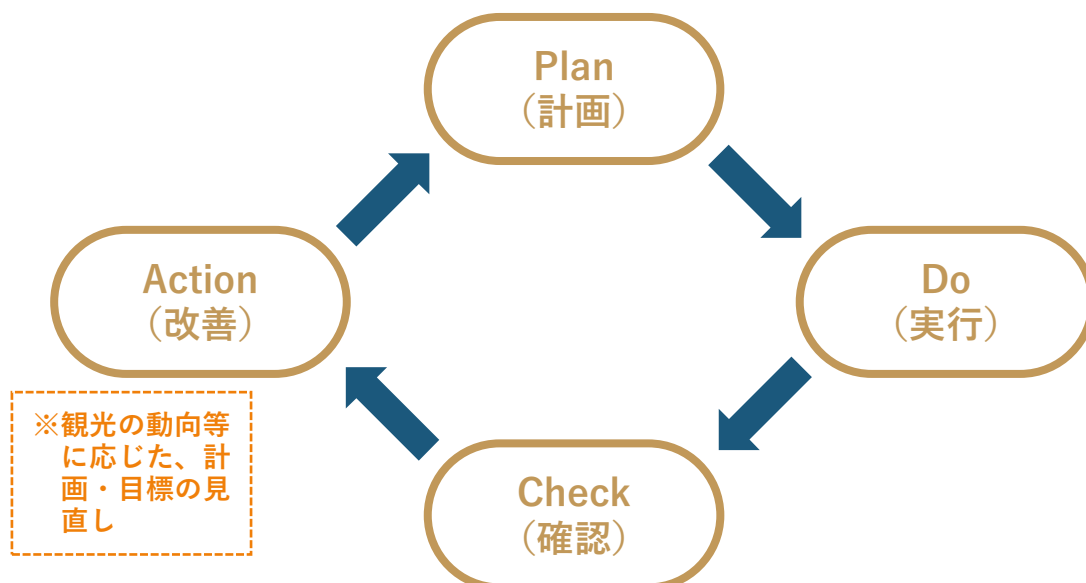 Plan
（計画）
Do
（実行）
Check
（確認）
Action
（改善）
※観光の動向等
に応じた、計
画・目標の見
直し